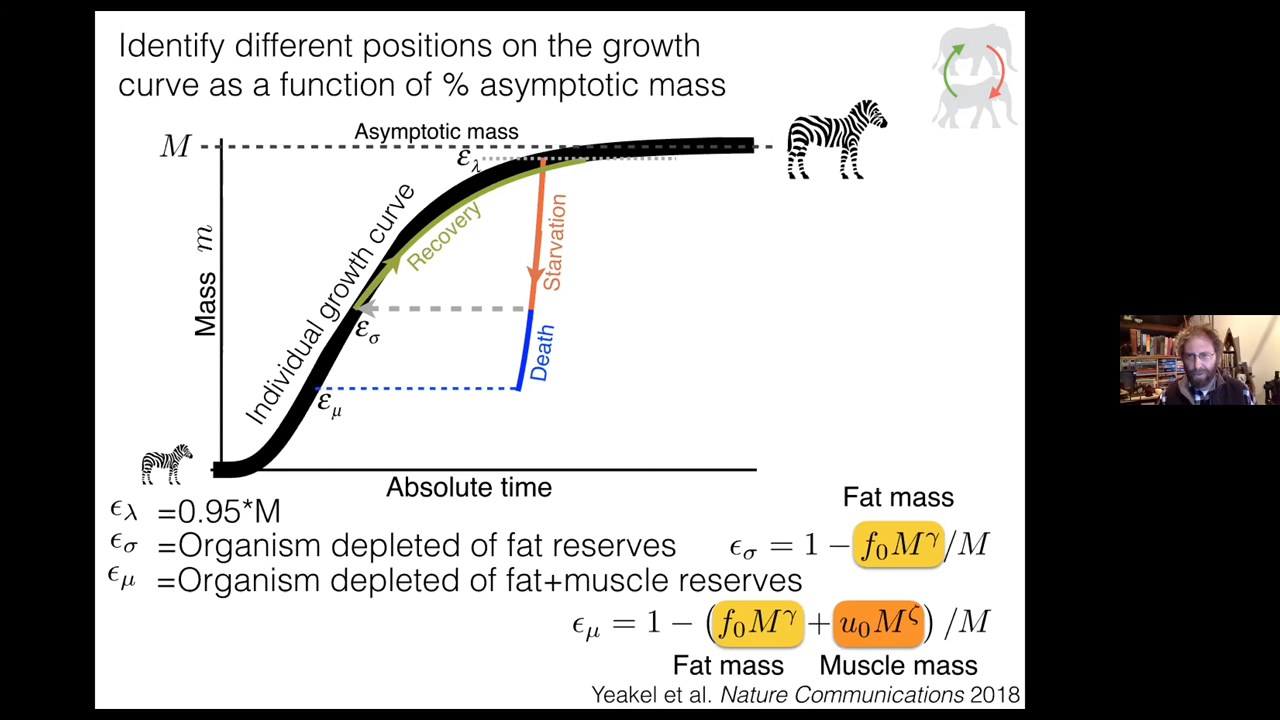 Identify different positions on the growth
curve as a function of % asymptotic mass
Asymptotic mass
M
ελ
Individual growth curve
Recovery
Starvation
Mass m
εσ
Death
εμ
Absolute time
ϵλ =0.95*M
Fat mass
ϵσ =Organism depleted of fat reserves
ϵσ = 1 − f₀M^γ/M
ϵμ =Organism depleted of fat+muscle reserves
ϵμ = 1 − (f₀M^γ + u₀M^ζ) /M
Fat mass Muscle mass
Yeakel et al. Nature Communications 2018